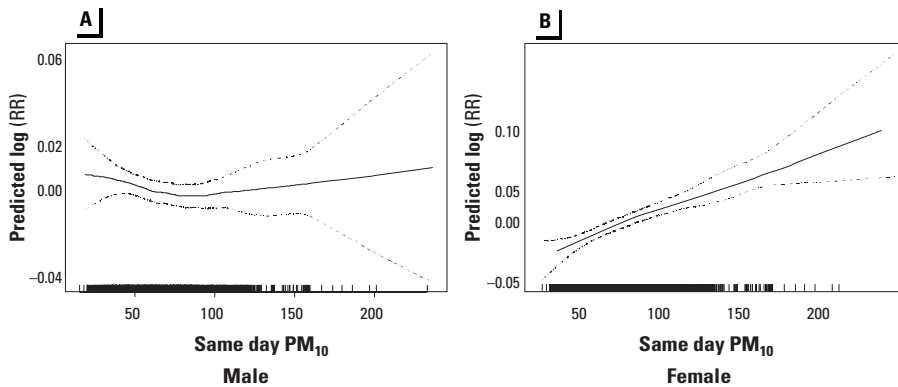 A
Predicted log (RR)
0.06
0.02
0.00
−0.04
50 100 150 200
Same day PM₁₀
Male
B
Predicted log (RR)
0.10
0.05
0.00
−0.05
50 100 150 200
Same day PM₁₀
Female